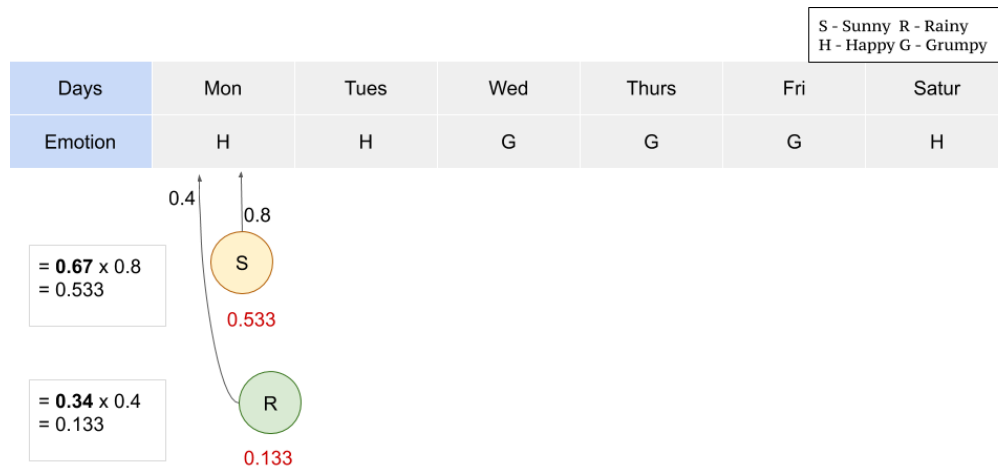 S - Sunny R - Rainy
H - Happy G - Grumpy
Days Mon Tues Wed Thurs Fri Satur
Emotion H H G G G H
0.4
0.8
= 0.67 x 0.8
= 0.533
S
0.533
= 0.34 x 0.4
= 0.133
R
0.133